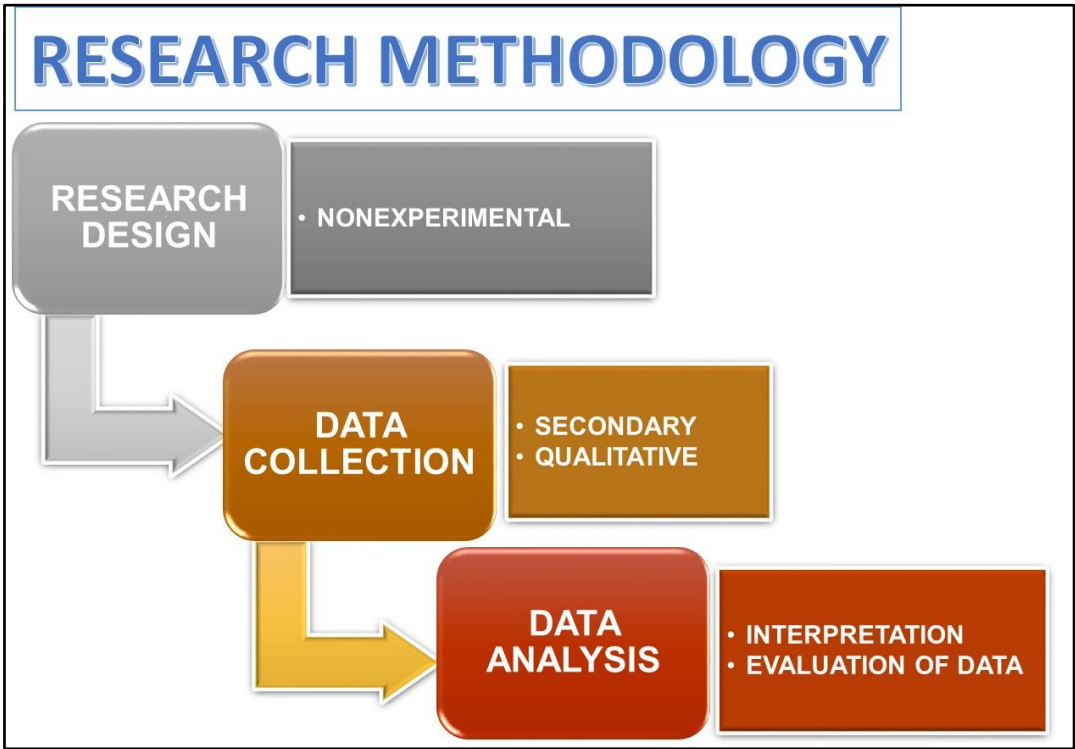 RESEARCH METHODOLOGY
RESEARCH
DESIGN
• NONEXPERIMENTAL
DATA
COLLECTION
• SECONDARY
• QUALITATIVE
DATA
ANALYSIS
• INTERPRETATION
• EVALUATION OF DATA